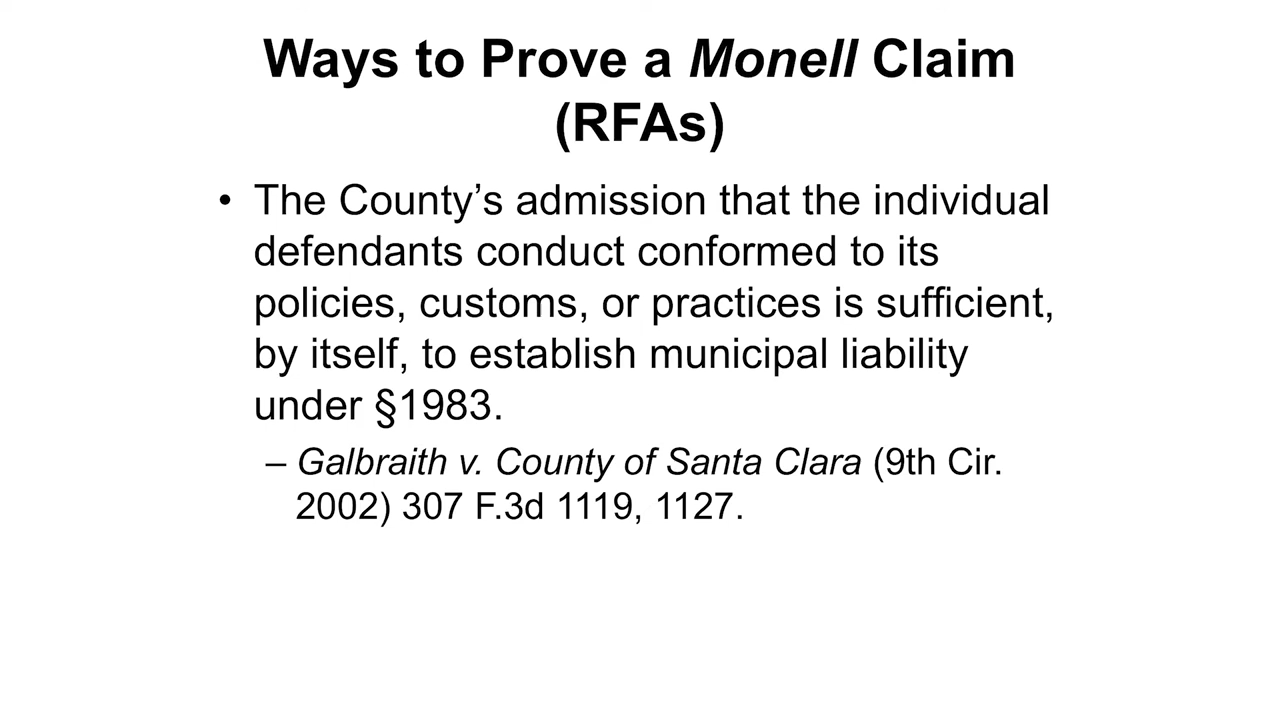 Ways to Prove a Monell Claim
(RFAs)
• The County’s admission that the individual
defendants conduct conformed to its
policies, customs, or practices is sufficient,
by itself, to establish municipal liability
under §1983.
– Galbraith v. County of Santa Clara (9th Cir.
2002) 307 F.3d 1119, 1127.